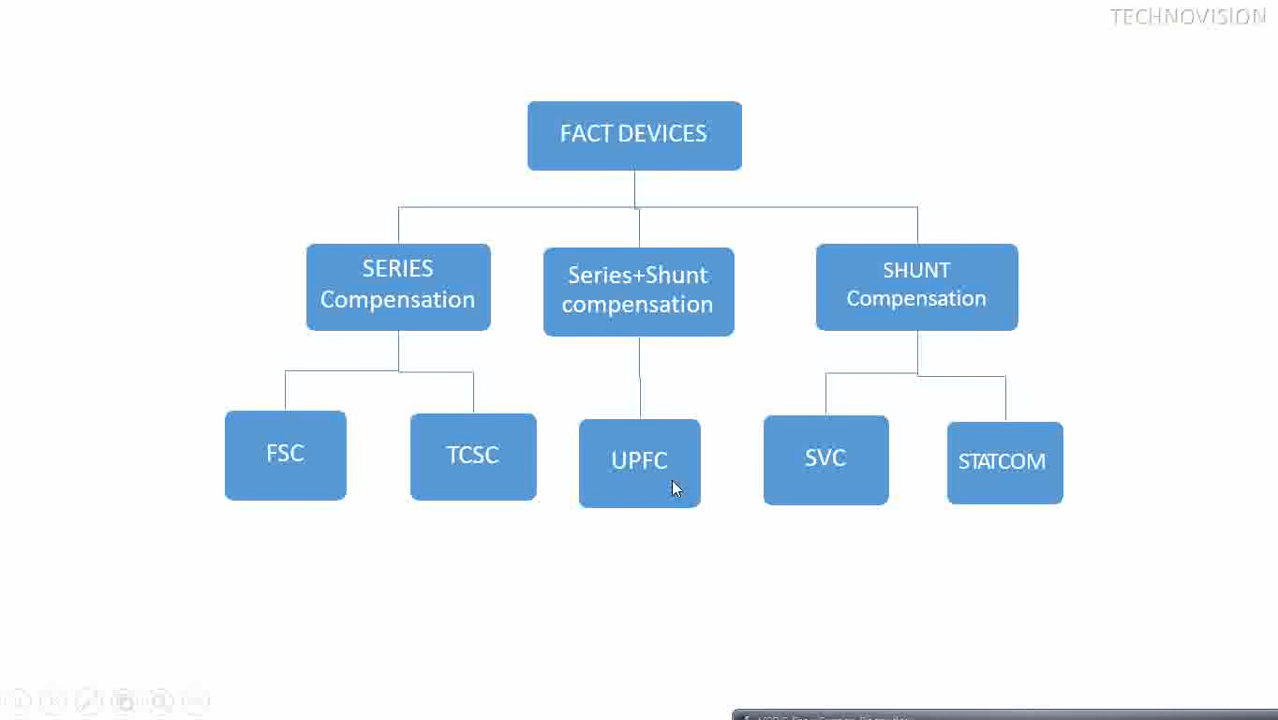 TECHNOVISION
FACT DEVICES
SERIES
Compensation
Series+Shunt
compensation
SHUNT
Compensation
FSC
TCSC
UPFC
SVC
STATCOM